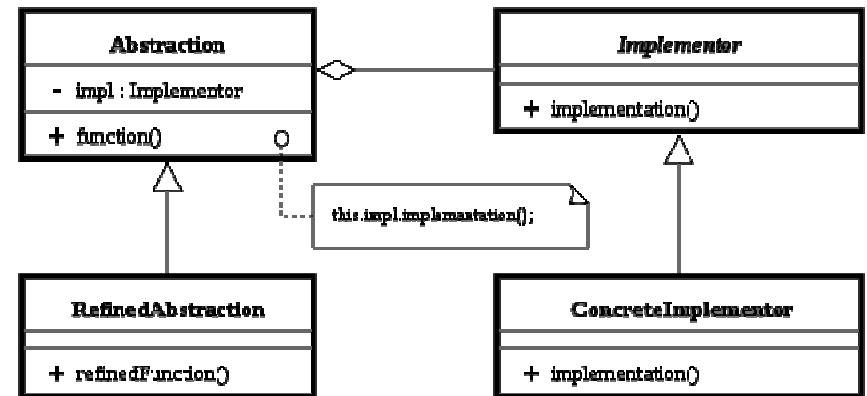 Abstraction
- impl : Implementor
+ function()
Implementor
+ implementation()
this.impl.implementation();
RefinedAbstraction
+ refinedFunction()
ConcreteImplementor
+ implementation()